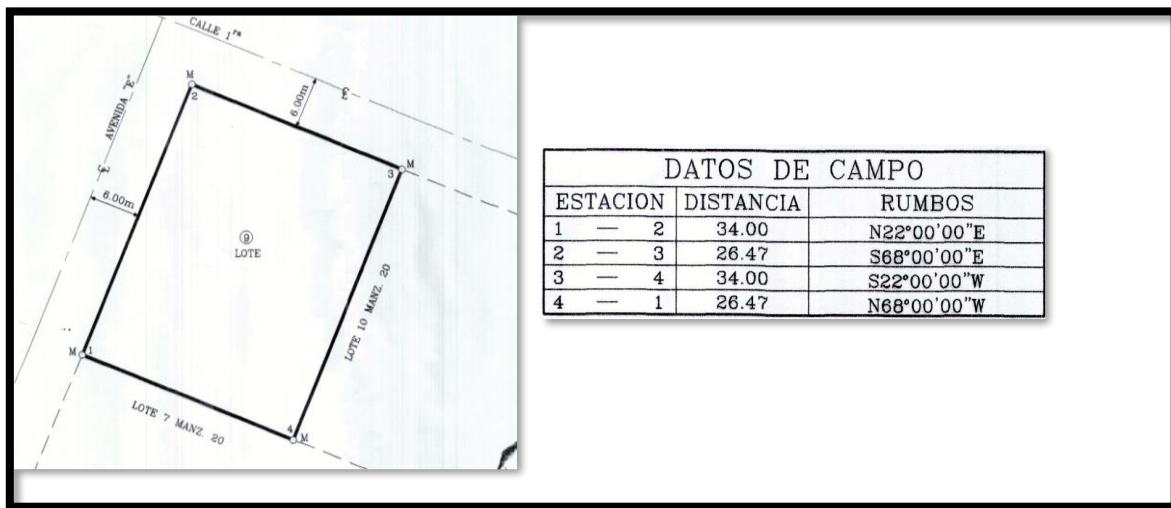 CALLE 1ra
AVENIDA "E"
M
2
6.00m
℄
M
3
℄
6.00m
9
LOTE
LOTE 10 MANZ. 20
M 1
LOTE 7 MANZ. 20
4 M
DATOS DE CAMPO
ESTACION DISTANCIA RUMBOS
1 — 2 34.00 N22°00'00"E
2 — 3 26.47 S68°00'00"E
3 — 4 34.00 S22°00'00"W
4 — 1 26.47 N68°00'00"W